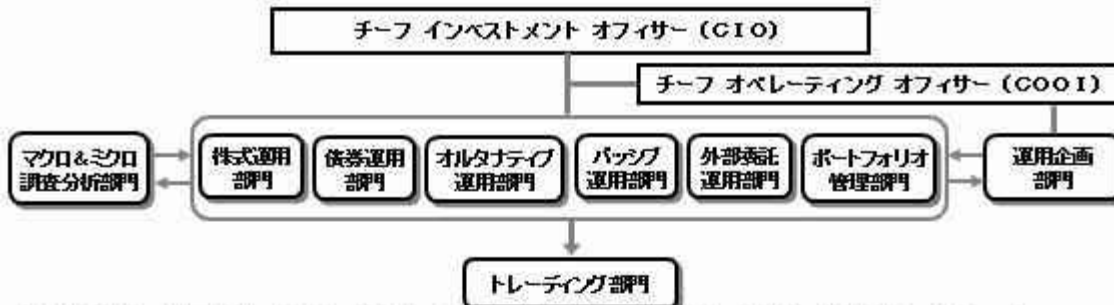 チーフ インベストメント オフィサー (CIO)
チーフ オペレーティング オフィサー (COOI)
マクロ&ミクロ
調査分析部門
株式運用
部門
債券運用
部門
オルタナティブ
運用部門
パッシブ
運用部門
外部委託
運用部門
ポートフォリオ
管理部門
運用企画
部門
トレーディング部門